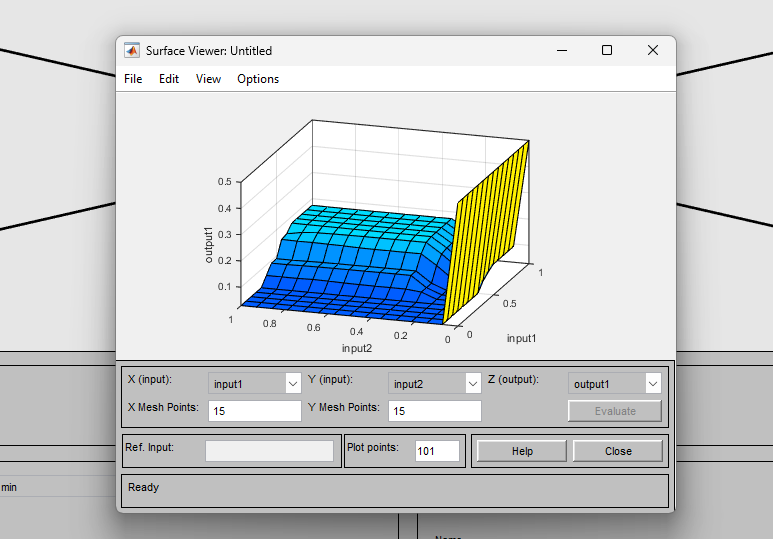 Surface Viewer: Untitled
File Edit View Options
0.5
0.4
0.3
0.2
0.1
output1
1
0.8
0.6
0.4
0.2
0
input2
0
0.5
1
input1
X (input): input1 Y (input): input2 Z (output): output1
X Mesh Points: 15 Y Mesh Points: 15 Evaluate
Ref. Input: Plot points: 101 Help Close
Ready
min